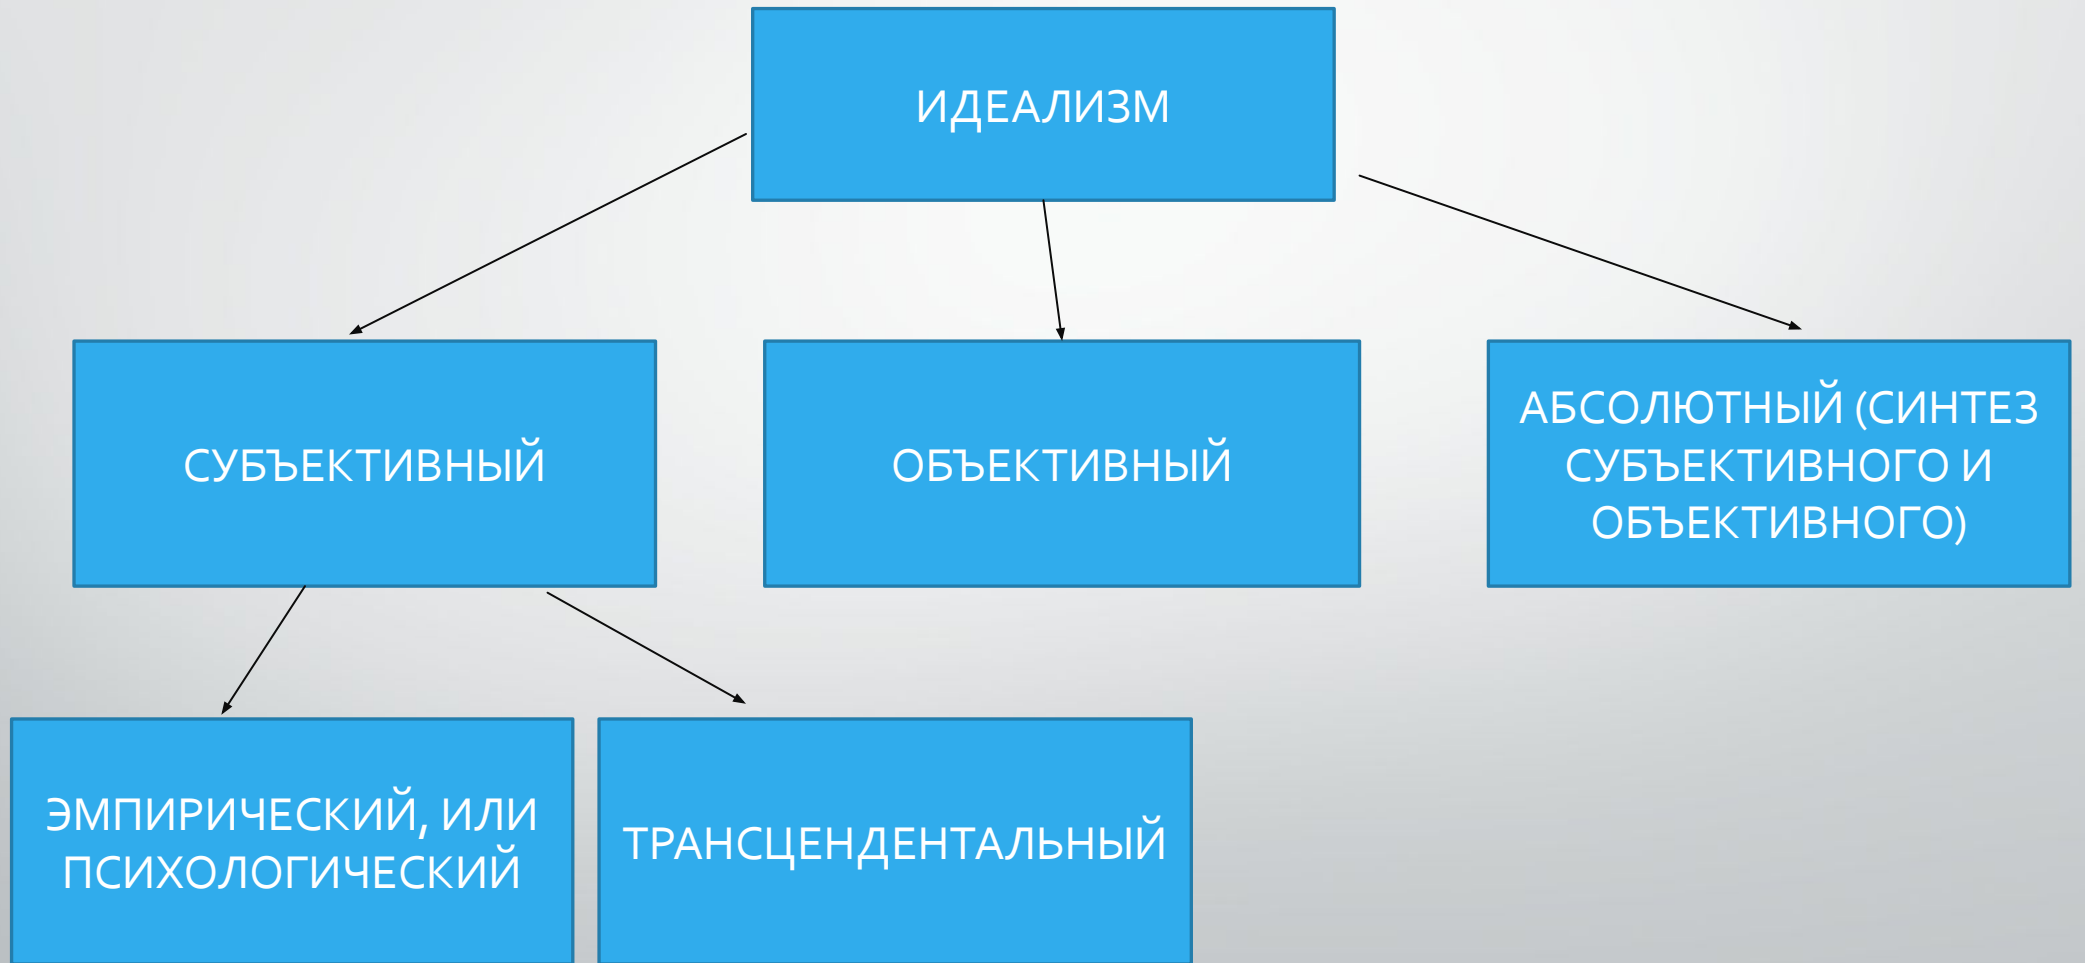 ИДЕАЛИЗМ
СУБЪЕКТИВНЫЙ
ОБЪЕКТИВНЫЙ
АБСОЛЮТНЫЙ (СИНТЕЗ
СУБЪЕКТИВНОГО И
ОБЪЕКТИВНОГО)
ЭМПИРИЧЕСКИЙ, ИЛИ
ПСИХОЛОГИЧЕСКИЙ
ТРАНСЦЕНДЕНТАЛЬНЫЙ